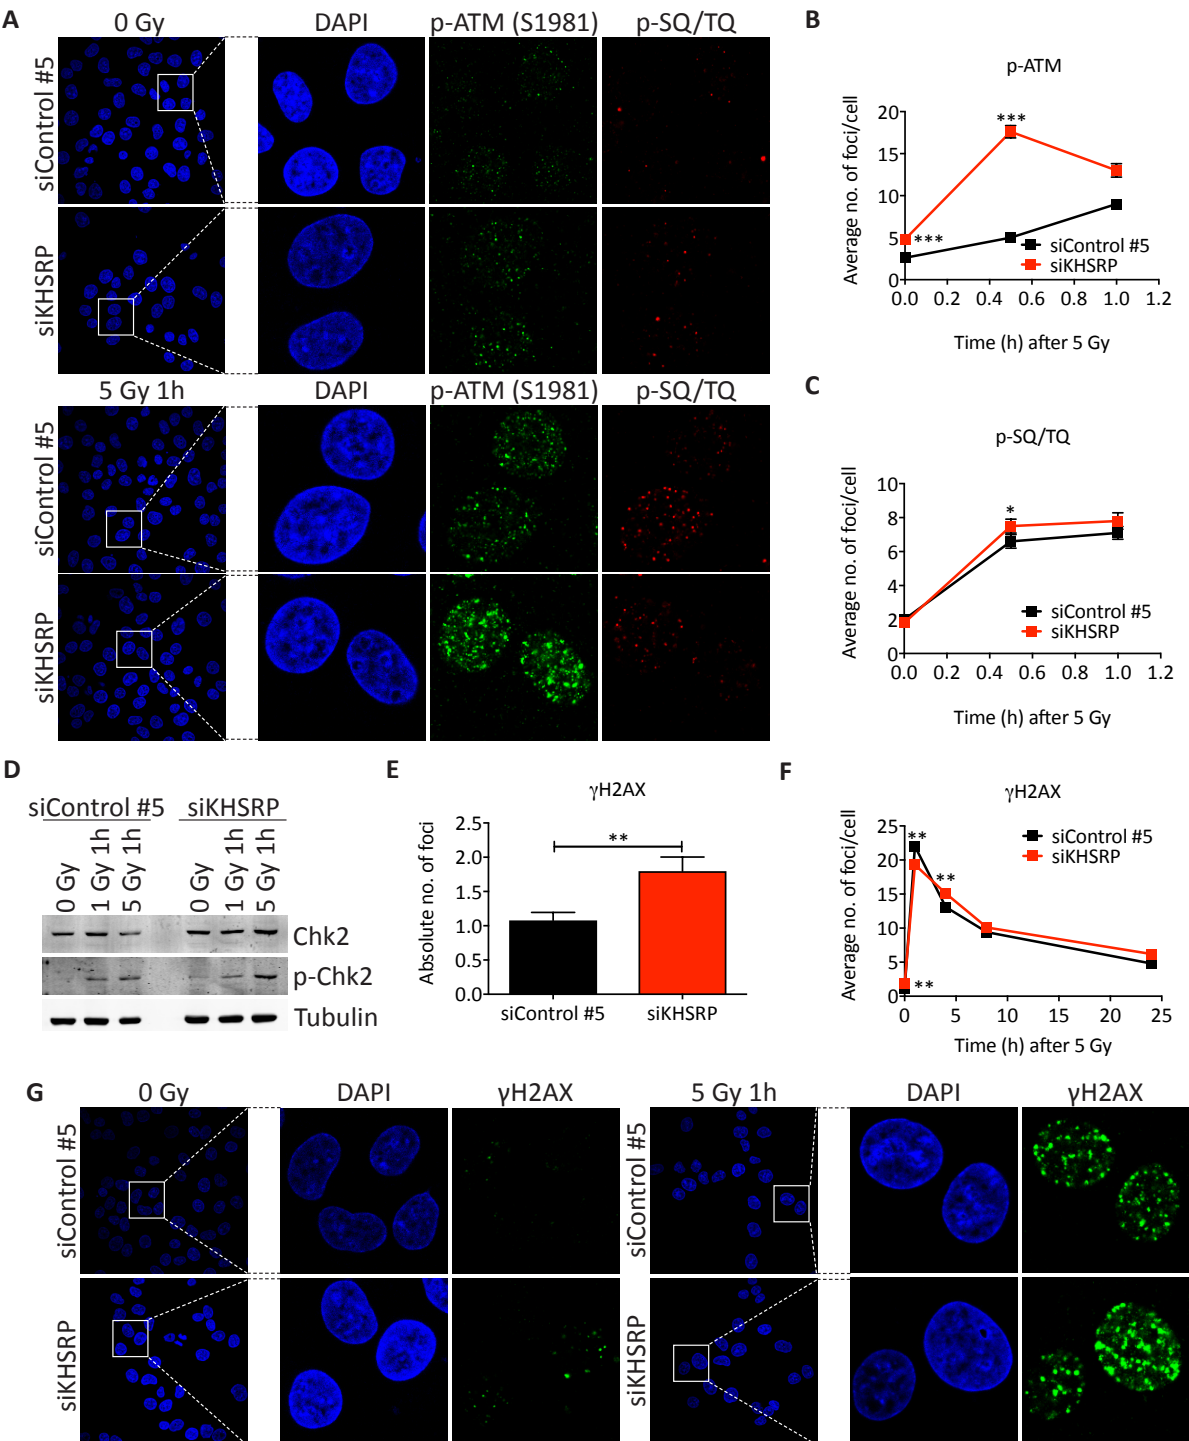 A
0 Gy
DAPI
p-ATM (S1981)
p-SQ/TQ
siControl #5
siKHSRP
5 Gy 1h
DAPI
p-ATM (S1981)
p-SQ/TQ
siControl #5
siKHSRP
B
p-ATM
Average no. of foci/cell
20
15
10
5
0
***
***
siControl #5
siKHSRP
0.0 0.2 0.4 0.6 0.8 1.0 1.2
Time (h) after 5 Gy
C
p-SQ/TQ
Average no. of foci/cell
10
8
6
4
2
0
*
siControl #5
siKHSRP
0.0 0.2 0.4 0.6 0.8 1.0 1.2
Time (h) after 5 Gy
D
siControl #5 siKHSRP
0 Gy
1 Gy 1h
5 Gy 1h
0 Gy
1 Gy 1h
5 Gy 1h
Chk2
p-Chk2
Tubulin
E
γH2AX
Absolute no. of foci
2.5
2.0
1.5
1.0
0.5
0.0
**
siControl #5 siKHSRP
F
γH2AX
Average no. of foci/cell
25
20
15
10
5
0
**
**
**
siControl #5
siKHSRP
0 5 10 15 20 25
Time (h) after 5 Gy
G
0 Gy
DAPI
γH2AX
5 Gy 1h
DAPI
γH2AX
siControl #5
siControl #5
siKHSRP
siKHSRP